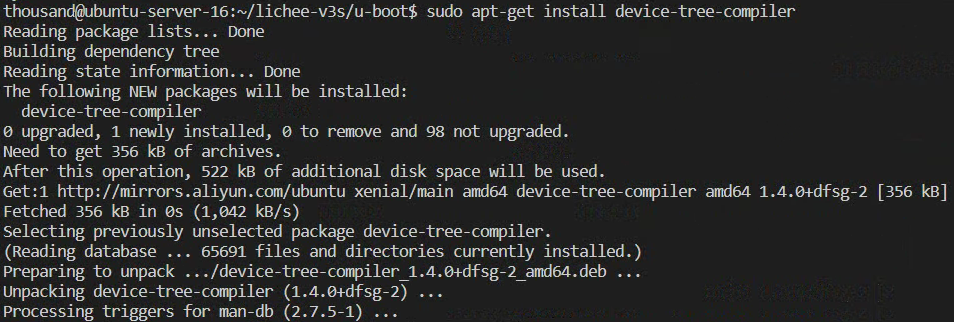 thousand@ubuntu-server-16:~/lichee-v3s/u-boot$ sudo apt-get install device-tree-compiler
Reading package lists... Done
Building dependency tree
Reading state information... Done
The following NEW packages will be installed:
  device-tree-compiler
0 upgraded, 1 newly installed, 0 to remove and 98 not upgraded.
Need to get 356 kB of archives.
After this operation, 522 kB of additional disk space will be used.
Get:1 http://mirrors.aliyun.com/ubuntu xenial/main amd64 device-tree-compiler amd64 1.4.0+dfsg-2 [356 kB]
Fetched 356 kB in 0s (1,042 kB/s)
Selecting previously unselected package device-tree-compiler.
(Reading database ... 65691 files and directories currently installed.)
Preparing to unpack .../device-tree-compiler_1.4.0+dfsg-2_amd64.deb ...
Unpacking device-tree-compiler (1.4.0+dfsg-2) ...
Processing triggers for man-db (2.7.5-1) ...